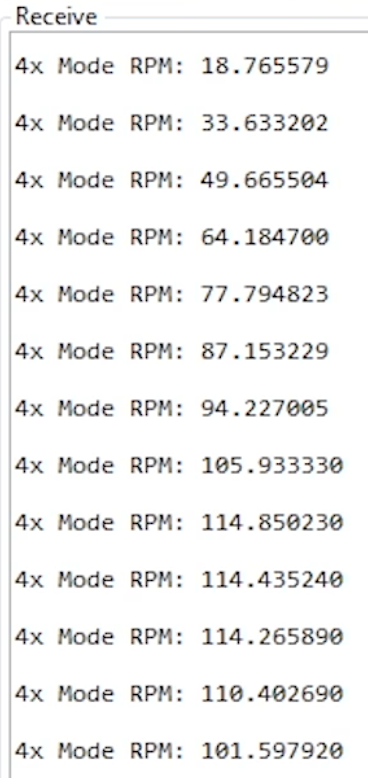 Receive
4x Mode RPM: 18.765579
4x Mode RPM: 33.633202
4x Mode RPM: 49.665504
4x Mode RPM: 64.184700
4x Mode RPM: 77.794823
4x Mode RPM: 87.153229
4x Mode RPM: 94.227005
4x Mode RPM: 105.933330
4x Mode RPM: 114.850230
4x Mode RPM: 114.435240
4x Mode RPM: 114.265890
4x Mode RPM: 110.402690
4x Mode RPM: 101.597920